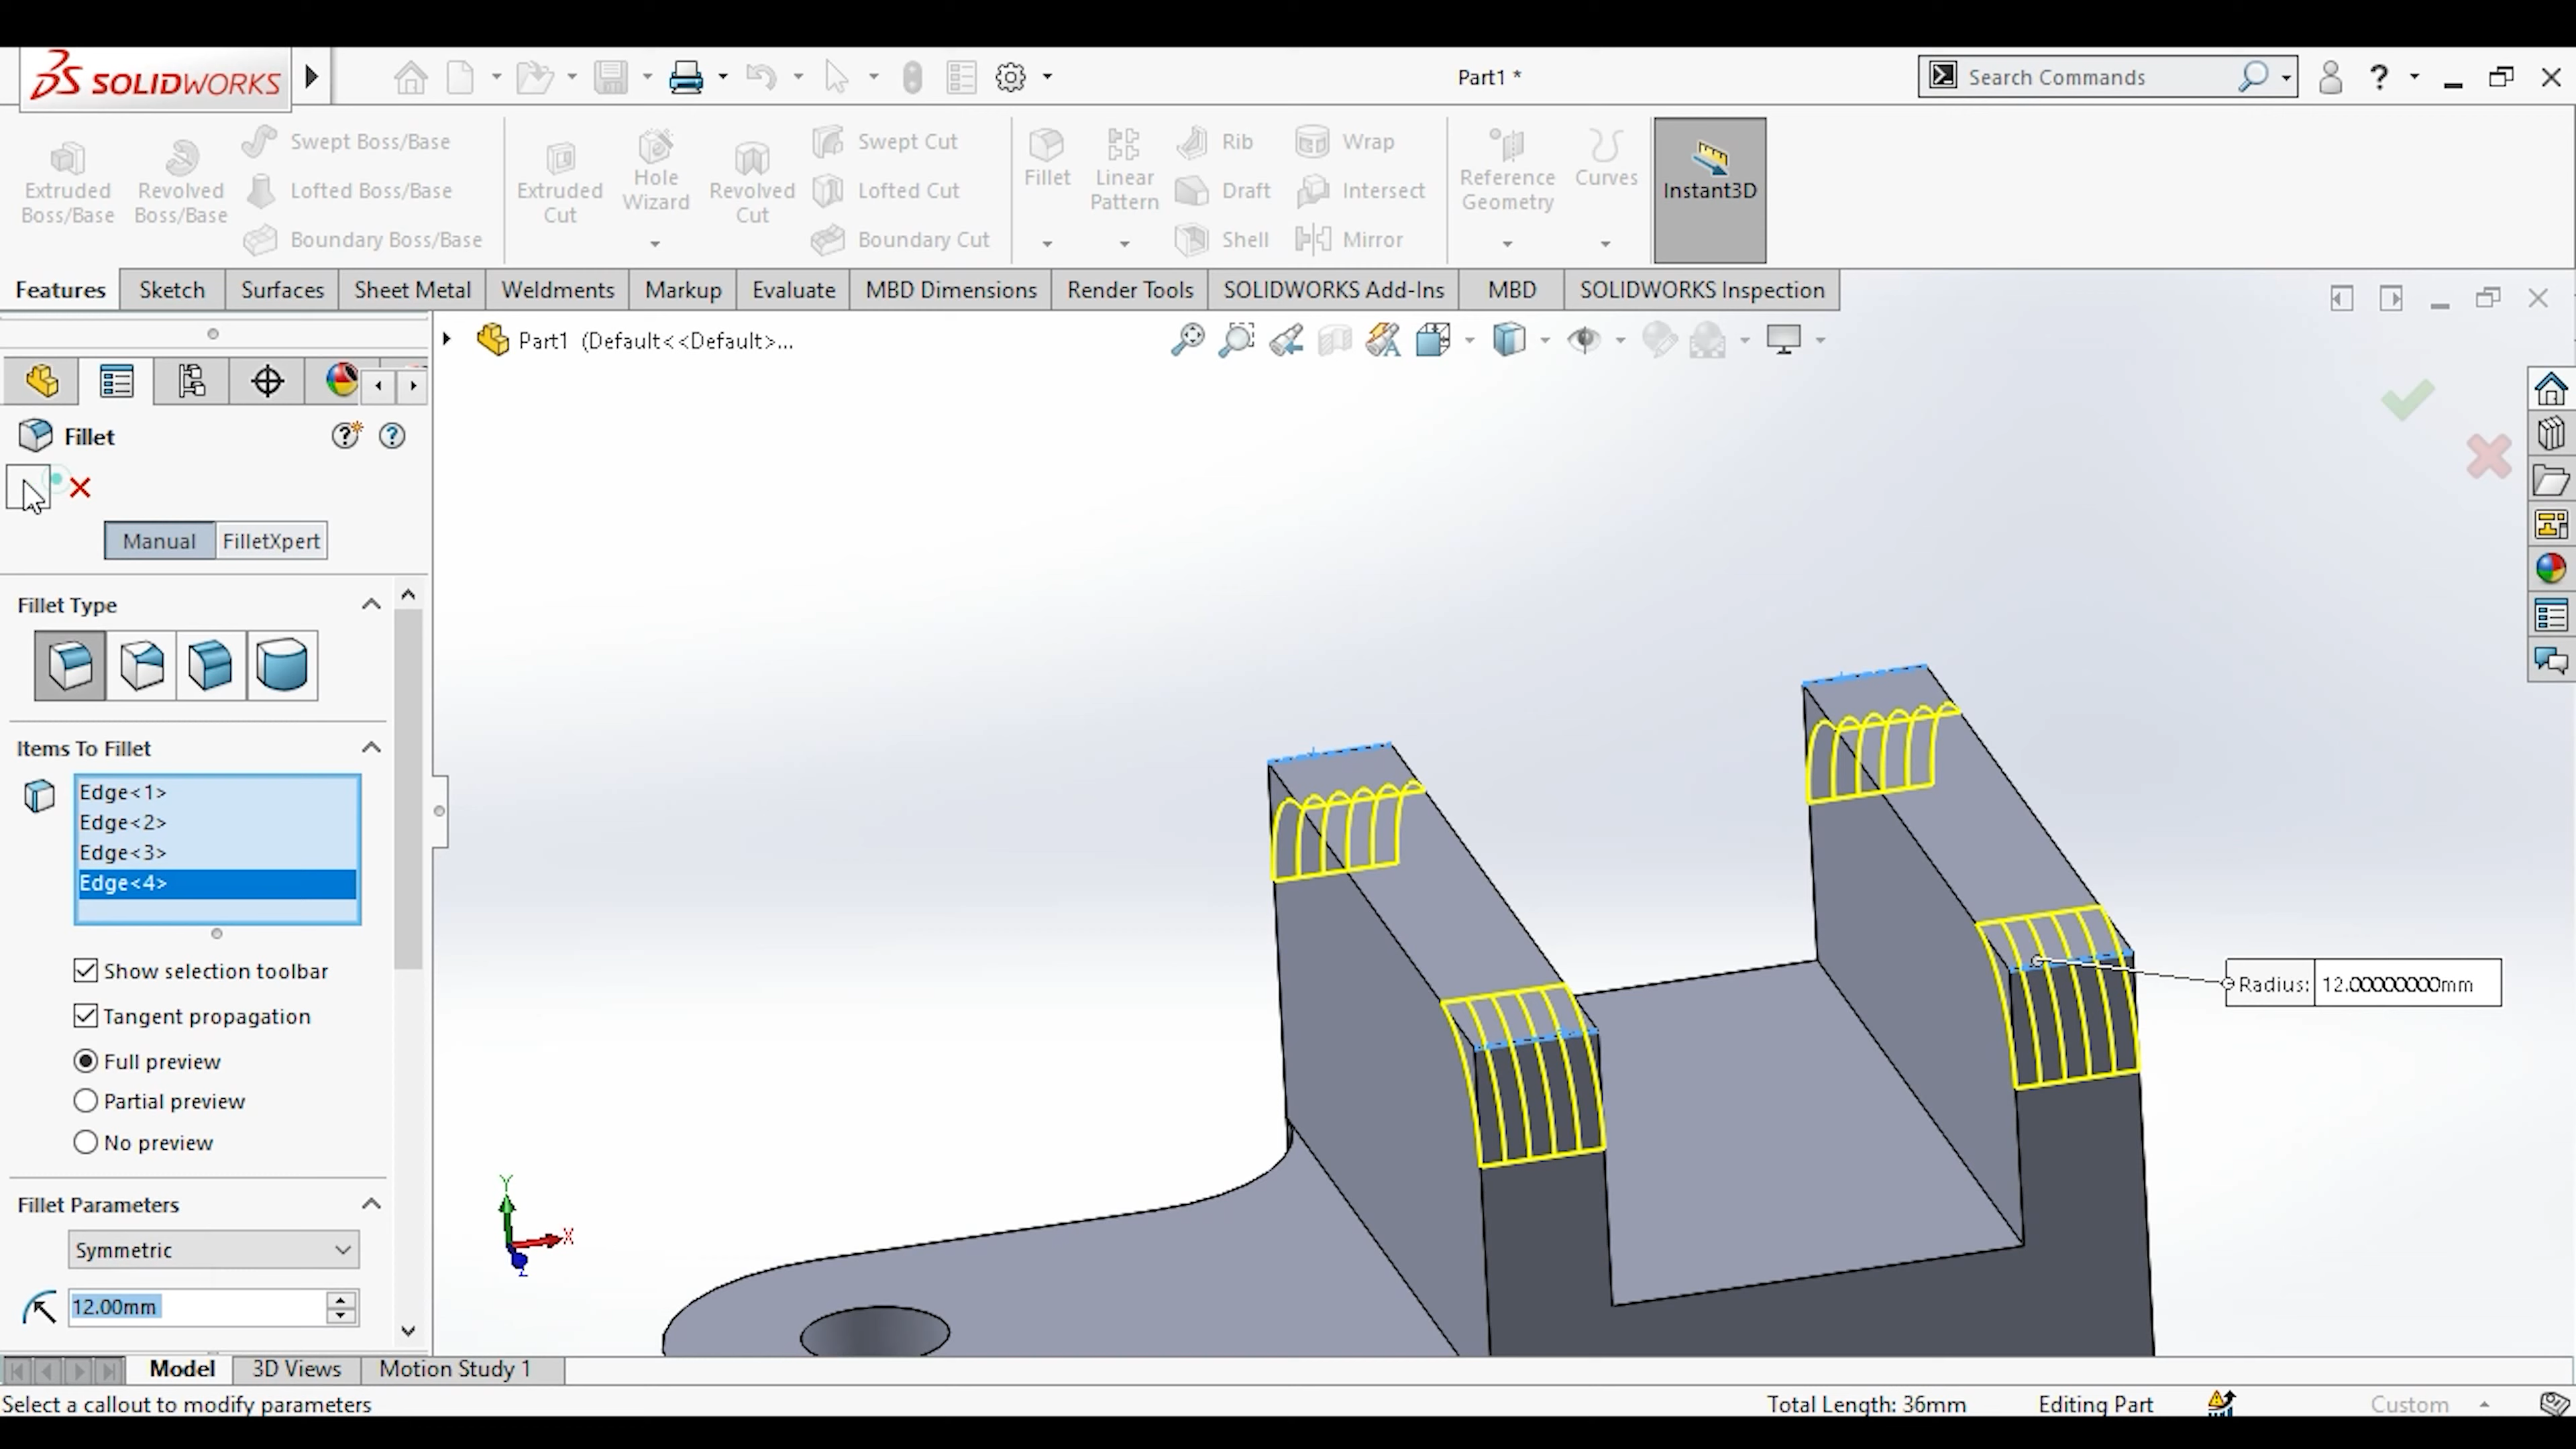 SOLIDWORKS
Part1 *
Search Commands
Extruded Boss/Base
Revolved Boss/Base
Swept Boss/Base
Lofted Boss/Base
Boundary Boss/Base
Extruded Cut
Hole Wizard
Revolved Cut
Swept Cut
Lofted Cut
Boundary Cut
Fillet
Linear Pattern
Rib
Draft
Shell
Wrap
Intersect
Mirror
Reference Geometry
Curves
Instant3D
Features Sketch Surfaces Sheet Metal Weldments Markup Evaluate MBD Dimensions Render Tools SOLIDWORKS Add-Ins MBD SOLIDWORKS Inspection
Part1 (Default<<Default>...
Fillet
Manual FilletXpert
Fillet Type
Items To Fillet
Edge<1>
Edge<2>
Edge<3>
Edge<4>
Show selection toolbar
Tangent propagation
Full preview
Partial preview
No preview
Fillet Parameters
Symmetric
12.00mm
Radius: 12.00000000mm
Y
X
Z
Model 3D Views Motion Study 1
Select a callout to modify parameters
Total Length: 36mm Editing Part Custom